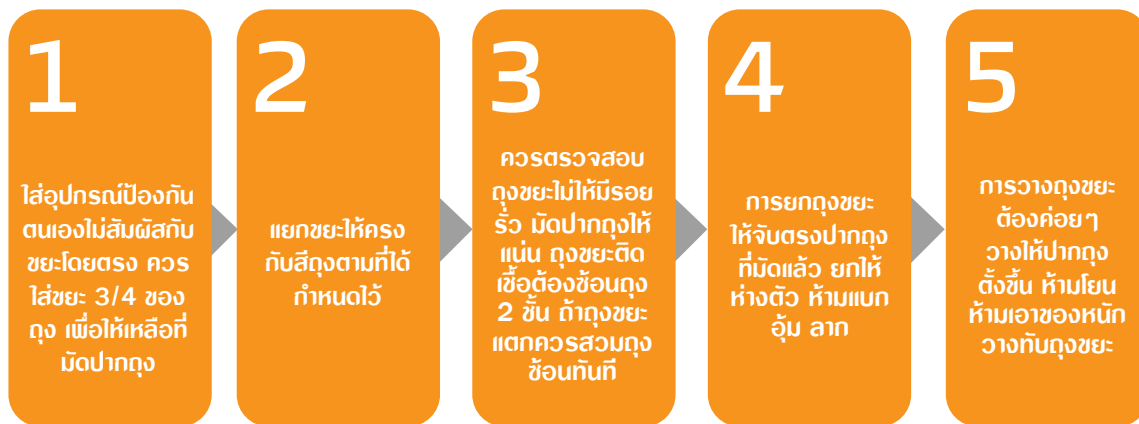 1
ใส่อุปกรณ์ป้องกัน
ตนเองไม่สัมผัสกับ
ขยะโดยตรง ควร
ใส่ขยะ 3/4 ของ
ถุง เพื่อให้เหลือที่
มัดปากถุง
2
แยกขยะให้ครง
กับสีถุงตามที่ได้
กำหนดไว้
3
ควรตรวจสอบ
ถุงขยะไม่ให้มีรอย
รั่ว มัดปากถุงให้
แน่น ถุงขยะติด
เชื้อต้องซ้อนถุง
2 ชั้น ถ้าถุงขยะ
แตกควรสวมถุง
ซ้อนทันที
4
การยกถุงขยะ
ให้จับตรงปากถุง
ที่มัดแล้ว ยกให้
ห่างตัว ห้ามแบก
อุ้ม ลาก
5
การวางถุงขยะ
ต้องค่อยๆ
วางให้ปากถุง
ตั้งขึ้น ห้ามโยน
ห้ามเอาของหนัก
วางทับถุงขยะ